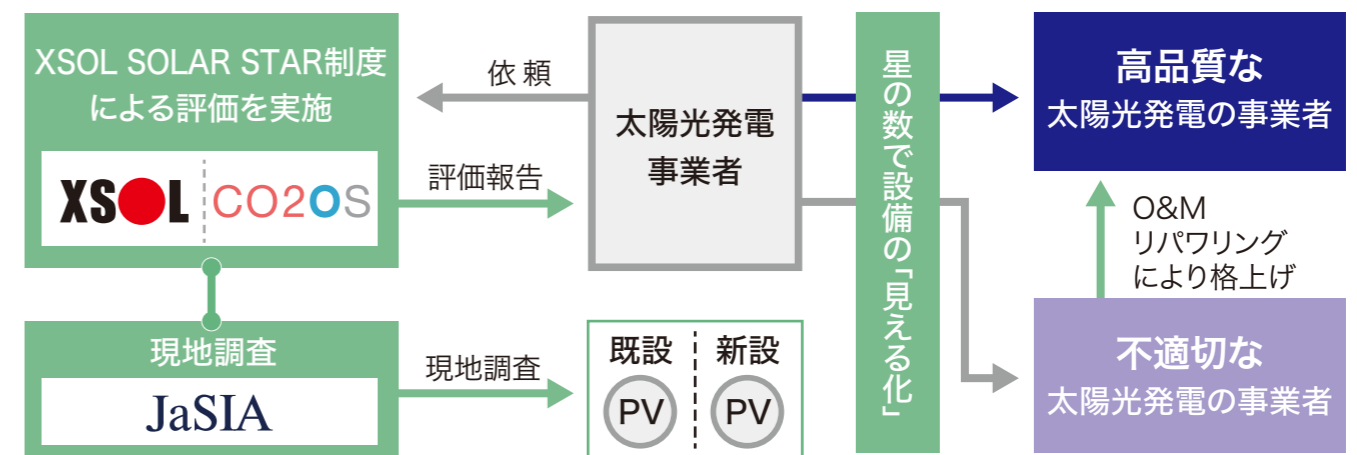 XSOL SOLAR STAR制度
による評価を実施
XSOL
CO2OS
依頼
評価報告
太陽光発電
事業者
現地調査
JaSIA
現地調査
既設
新設
PV
PV
星の数で設備の「見える化」
高品質な
太陽光発電の事業者
O&M
リパワリング
により格上げ
不適切な
太陽光発電の事業者